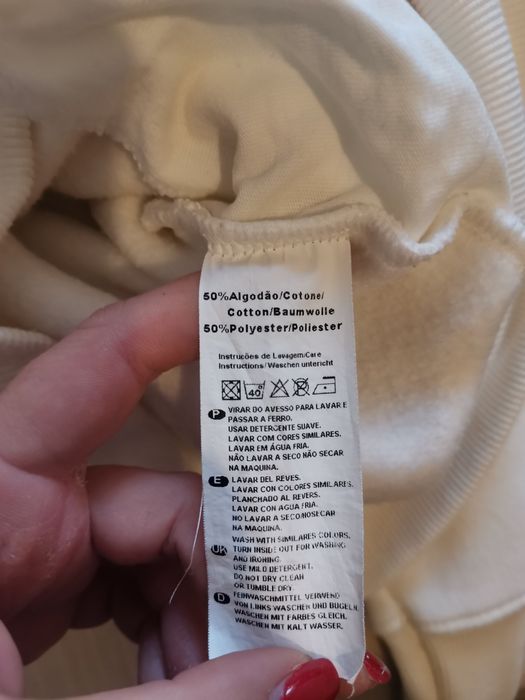 50%Algodão/Cotone/
Cotton/Baumwolle
50%Polyester/Poliester
Instruções de Lavagem/Care
Instructions/Waschen unterricht
40
P VIRAR DO AVESSO PARA LAVAR E
PASSAR A FERRO.
USAR DETERGENTE SUAVE.
LAVAR COM CORES SIMILARES.
LAVAR EM ÁGUA FRIA.
NÃO LAVAR A SECO NÃO SECAR
NA MAQUINA.
E LAVAR DEL REVES.
LAVAR CON COLORES SIMILARES.
PLANCHADO AL REVERS.
LAVAR CON AGUA FRIA.
NO LAVAR A SECO/NOSECAR
NA MAQUINA.
WASH WITH SIMILARES COLORS.
UK TURN INSIDE OUT FOR WASHING
AND IRONING.
USE MILD DETERGENT.
DO NOT DRY CLEAN
OR TUMBLE DRY
D FEINWASCHMITTEL VERWEND
VON LINKS WASCHEN UND BUGELN.
WASCHEN MIT FARBES GLEICH.
WASCHEN MIT KALT WASSER.